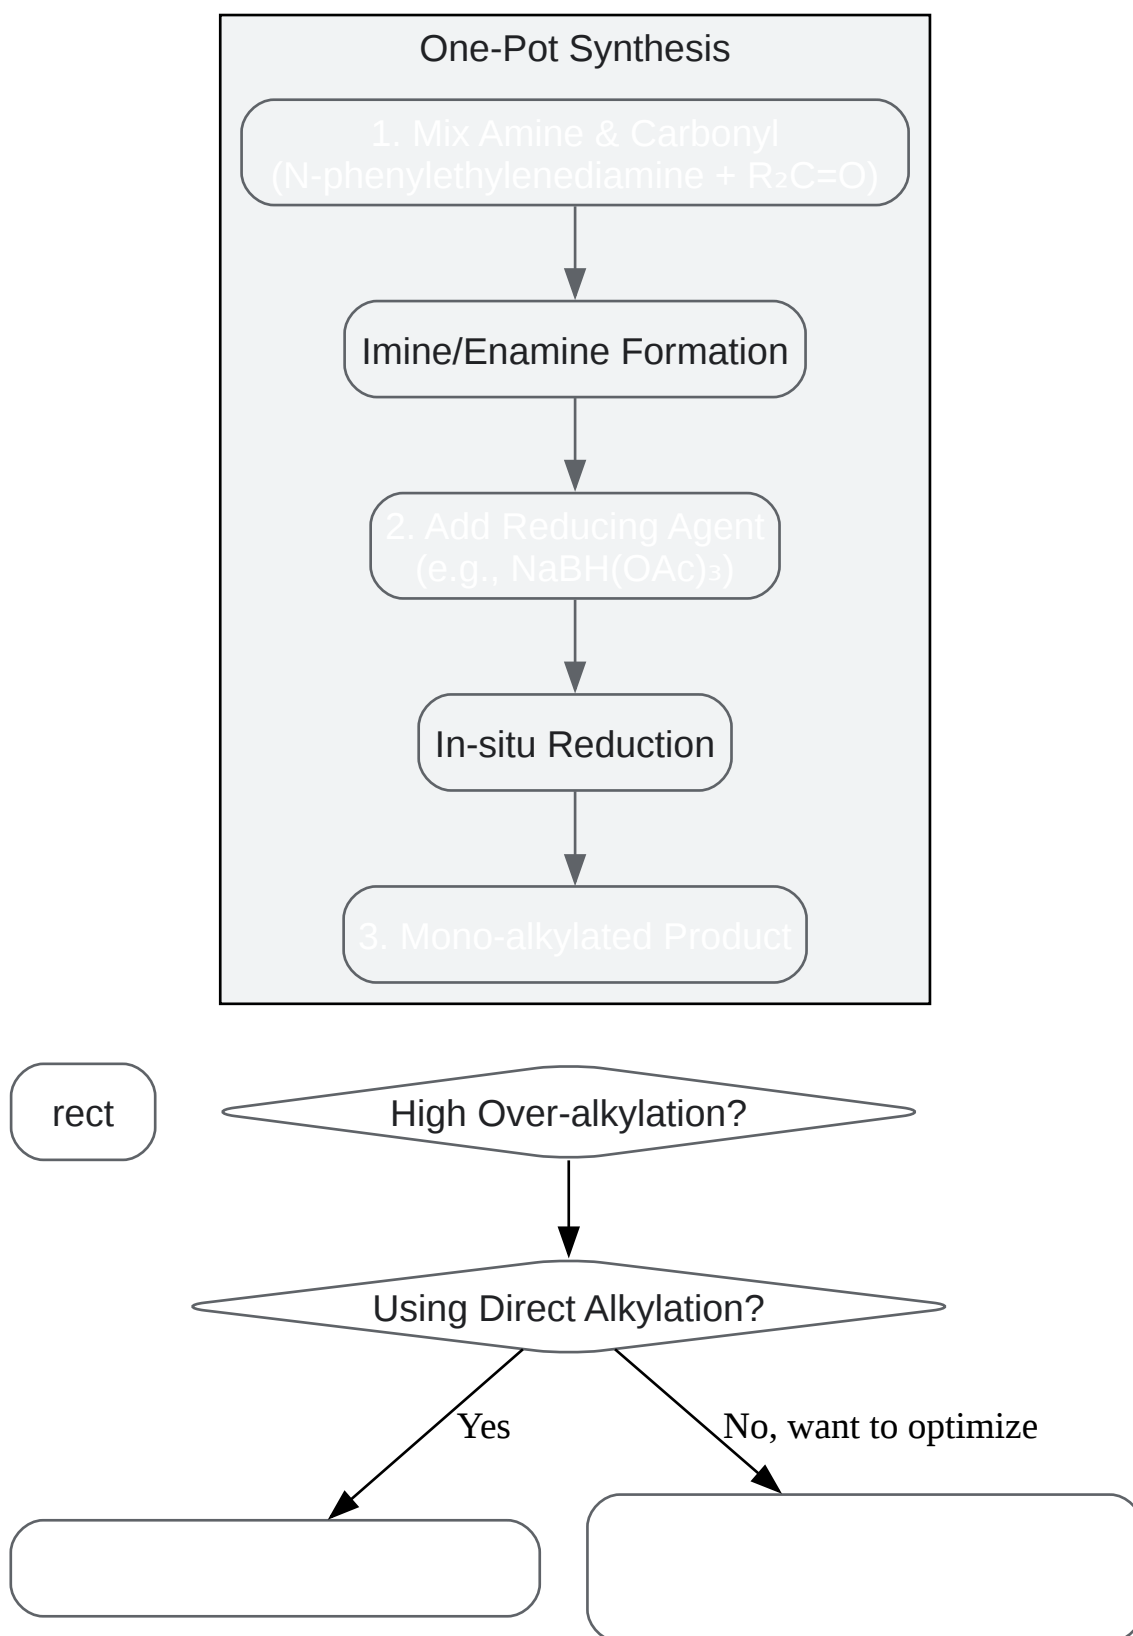 One-Pot Synthesis
1. Mix Amine & Carbonyl
(N-phenylethylenediamine + R₂C=O)
Imine/Enamine Formation
2. Add Reducing Agent
(e.g., NaBH(OAc)₃)
In-situ Reduction
3. Mono-alkylated Product
rect
High Over-alkylation?
Using Direct Alkylation?
Yes
No, want to optimize